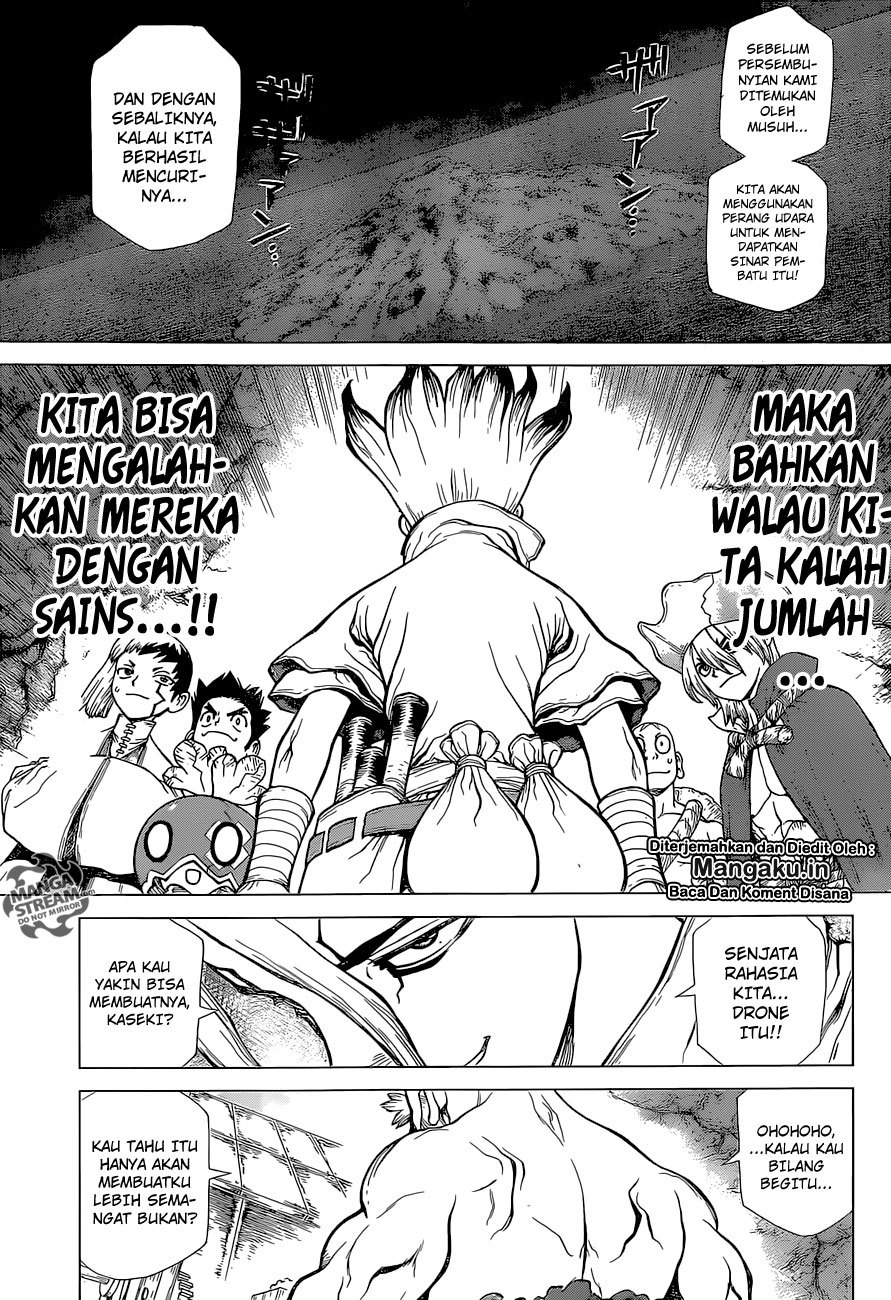 SEBELUM
PERSEMBU-
NYIAN KAMI
DITEMUKAN
OLEH
MUSUH...
KITA AKAN
MENGGUNAKAN
PERANG UDARA
UNTUK MEN-
DAPATKAN
SINAR PEM-
BATU ITU!
DAN DENGAN
SEBALIKNYA,
KALAU KITA
BERHASIL
MENCURI-
NYA...
MAKA
BAHKAN
WALAU KI-
TA KALAH
JUMLAH
...
KITA BISA
MENGALAH-
KAN MEREKA
DENGAN
SAINS...!!
Diterjemahkan dan Diedit Oleh :
Mangaku.in
Baca Dan Koment Disana
MANGA
STREAM.com
DO NOT MIRROR
SENJATA
RAHASIA
KITA...
DRONE
ITU!!
APA KAU
YAKIN BISA
MEMBUATNYA,
KASEKI?
OHOHOHO,
...KALAU KAU
BILANG
BEGITU...
KAU TAHU ITU
HANYA AKAN
MEMBUATKU
LEBIH SEMA-
NGAT BUKAN?